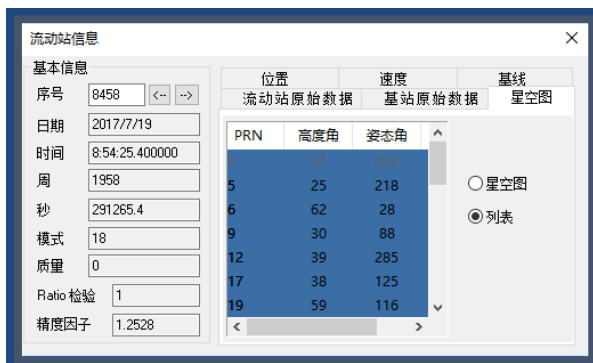 流动站信息
基本信息
序号 8458 <-- -->
日期 2017/7/19
时间 8:54:25.400000
周 1958
秒 291265.4
模式 18
质量 0
Ratio 检验 1
精度因子 1.2528
位置 速度 基线
流动站原始数据 基站原始数据 星空图
PRN 高度角 姿态角
5 25 218
6 62 28
9 30 88
12 39 285
17 38 125
19 59 116
星空图
列表